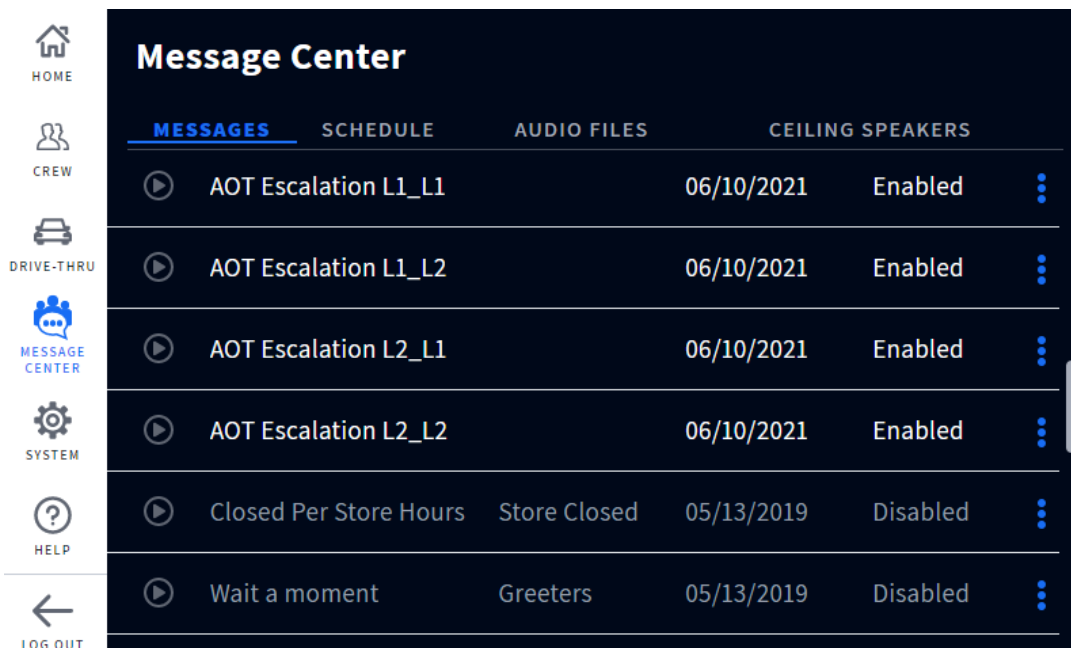 HOME
CREW
DRIVE-THRU
MESSAGE
CENTER
SYSTEM
HELP
LOG OUT
Message Center
MESSAGES SCHEDULE AUDIO FILES CEILING SPEAKERS
AOT Escalation L1_L1 06/10/2021 Enabled
AOT Escalation L1_L2 06/10/2021 Enabled
AOT Escalation L2_L1 06/10/2021 Enabled
AOT Escalation L2_L2 06/10/2021 Enabled
Closed Per Store Hours Store Closed 05/13/2019 Disabled
Wait a moment Greeters 05/13/2019 Disabled